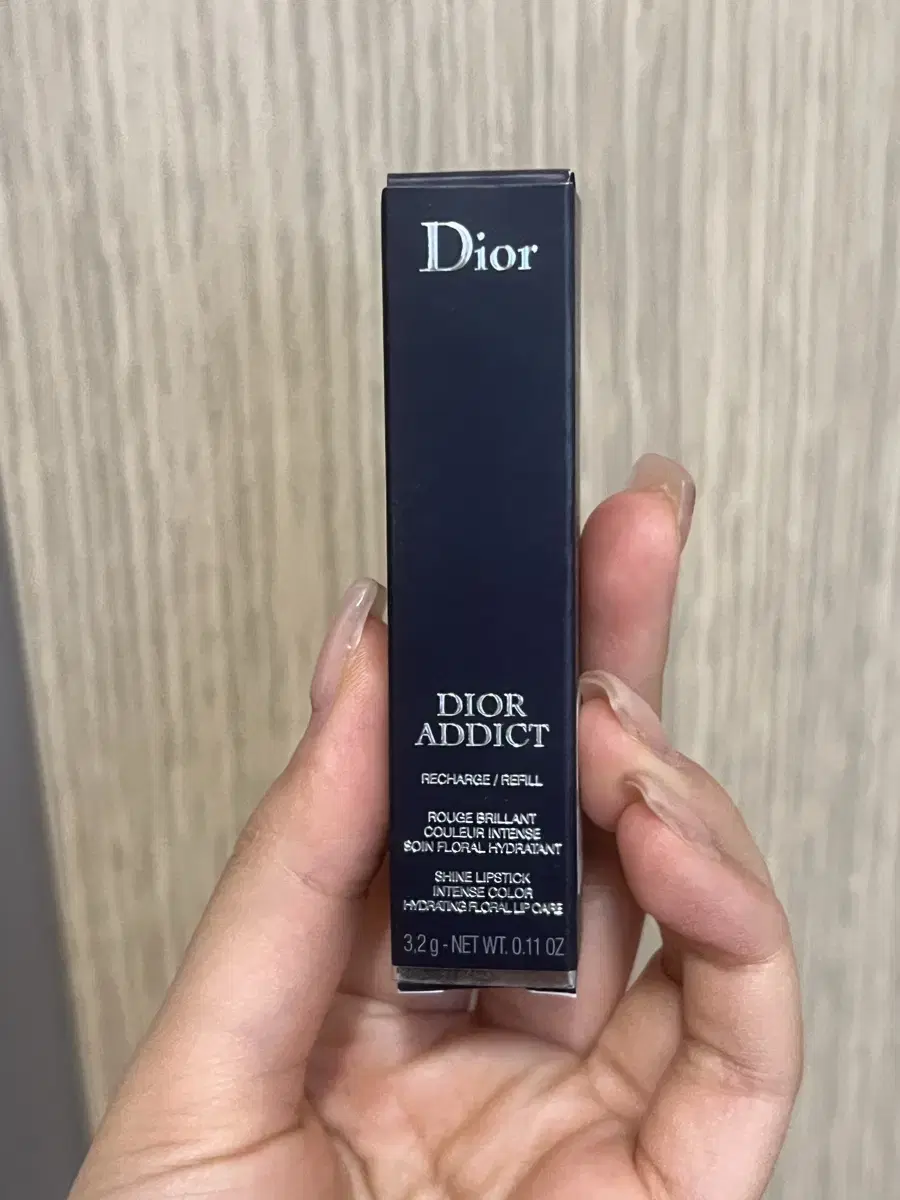 Dior
DIOR
ADDICT
RECHARGE / REFILL
ROUGE BRILLANT
COULEUR INTENSE
SOIN FLORAL HYDRATANT
SHINE LIPSTICK
INTENSE COLOR
HYDRATING FLORAL LIP CARE
3,2 g - NET WT. 0.11 OZ